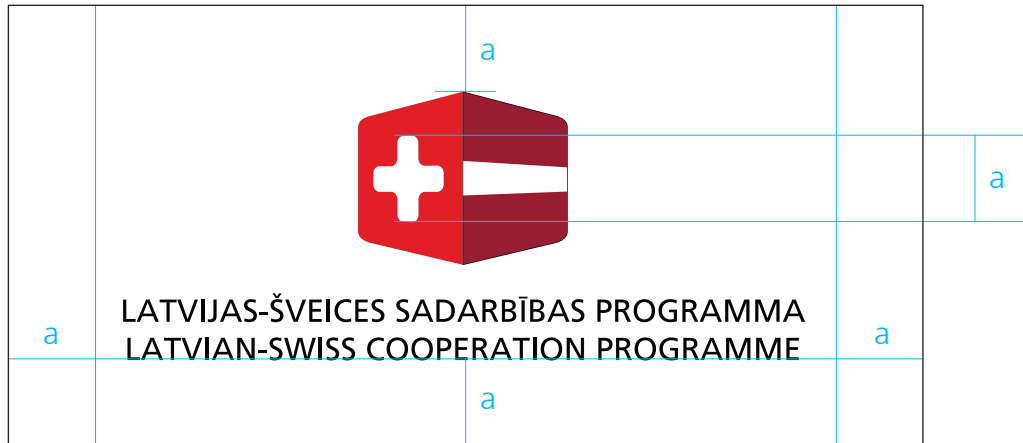 a
a
LATVIJAS-ŠVEICES SADARBĪBAS PROGRAMMA
LATVIAN-SWISS COOPERATION PROGRAMME
a
a
a